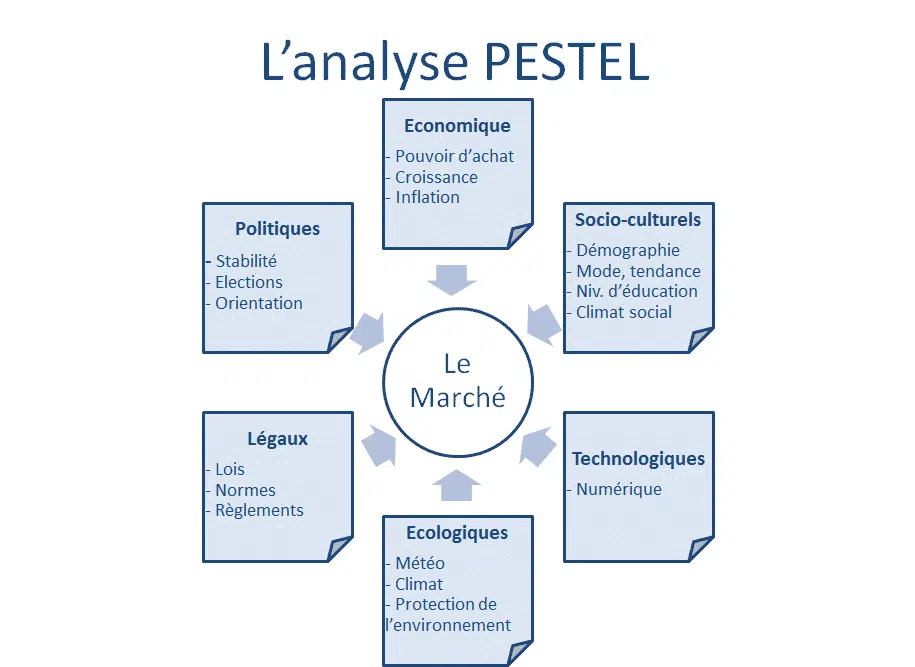 L'analyse PESTEL
Economique
- Pouvoir d'achat
- Croissance
- Inflation
Politiques
- Stabilité
- Elections
- Orientation
Socio-culturels
- Démographie
- Mode, tendance
- Niv. d'éducation
- Climat social
Le
Marché
Légaux
- Lois
- Normes
- Règlements
Technologiques
- Numérique
Ecologiques
- Météo
- Climat
- Protection de
l'environnement